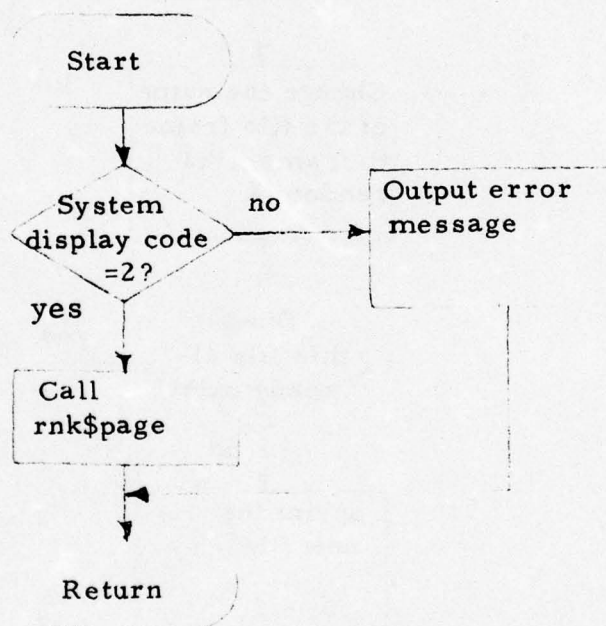 Start
System
display code
=2?
no
Output error
message
yes
Call
rnk$page
Return